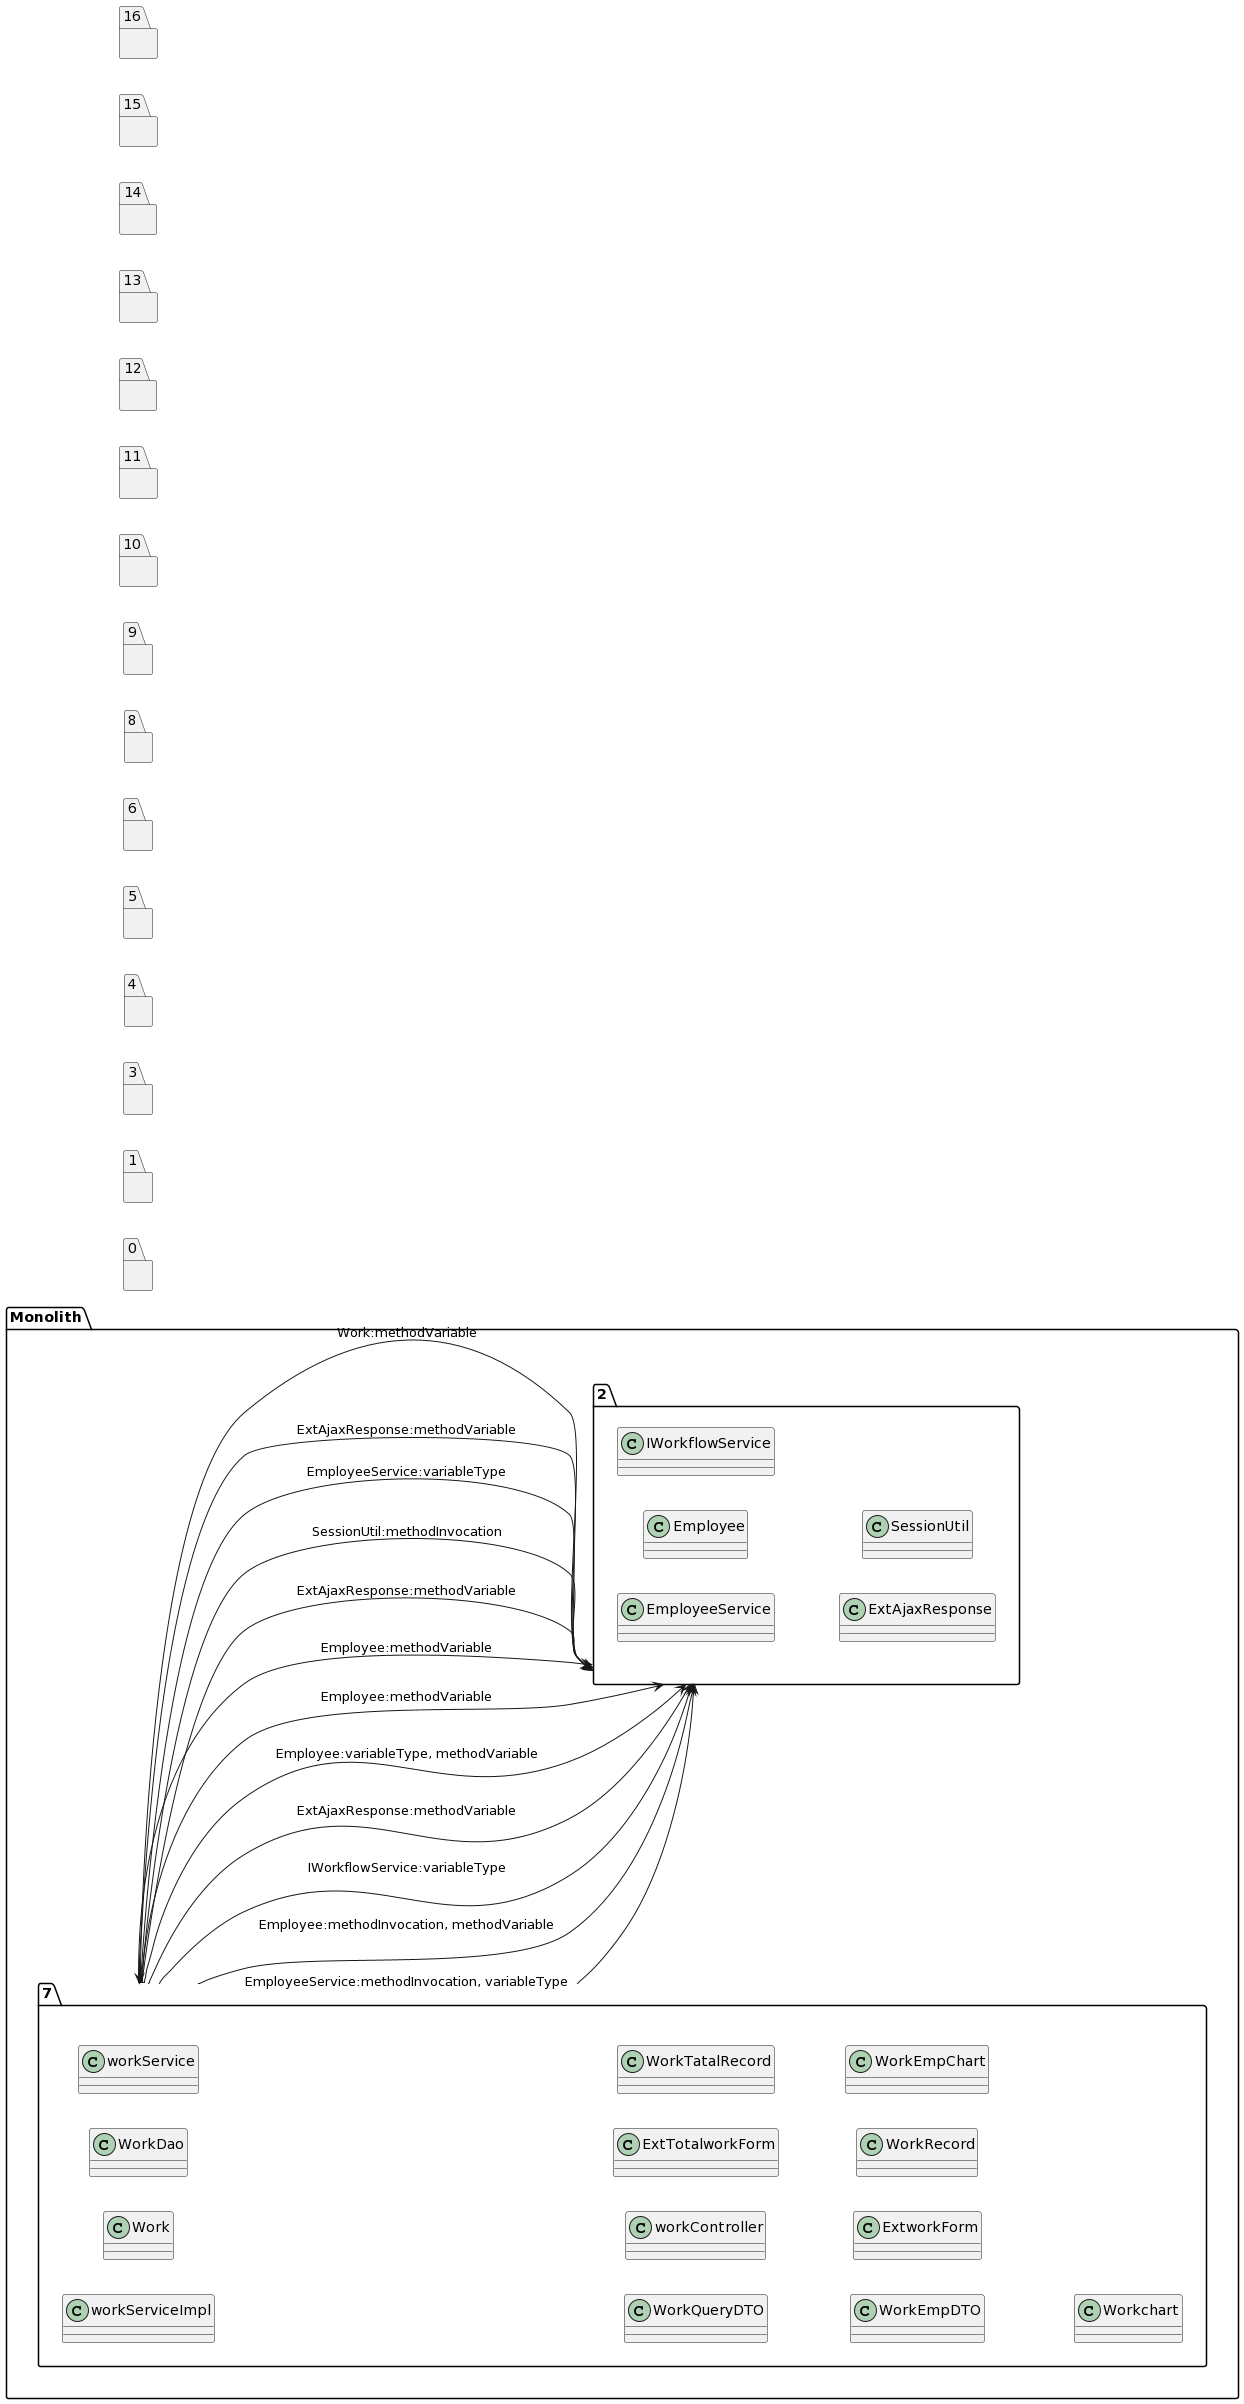 16
15
14
13
12
11
10
9
8
6
5
4
3
1
0
Monolith
Work:methodVariable
2
ExtAjaxResponse:methodVariable
C IWorkflowService
EmployeeService:variableType
C Employee
C SessionUtil
SessionUtil:methodInvocation
ExtAjaxResponse:methodVariable
C EmployeeService
C ExtAjaxResponse
Employee:methodVariable
Employee:methodVariable
Employee:variableType, methodVariable
ExtAjaxResponse:methodVariable
IWorkflowService:variableType
Employee:methodInvocation, methodVariable
EmployeeService:methodInvocation, variableType
7
C workService
C WorkTatalRecord
C WorkEmpChart
C WorkDao
C ExtTotalworkForm
C WorkRecord
C Work
C workController
C ExtworkForm
C workServiceImpl
C WorkQueryDTO
C WorkEmpDTO
C Workchart